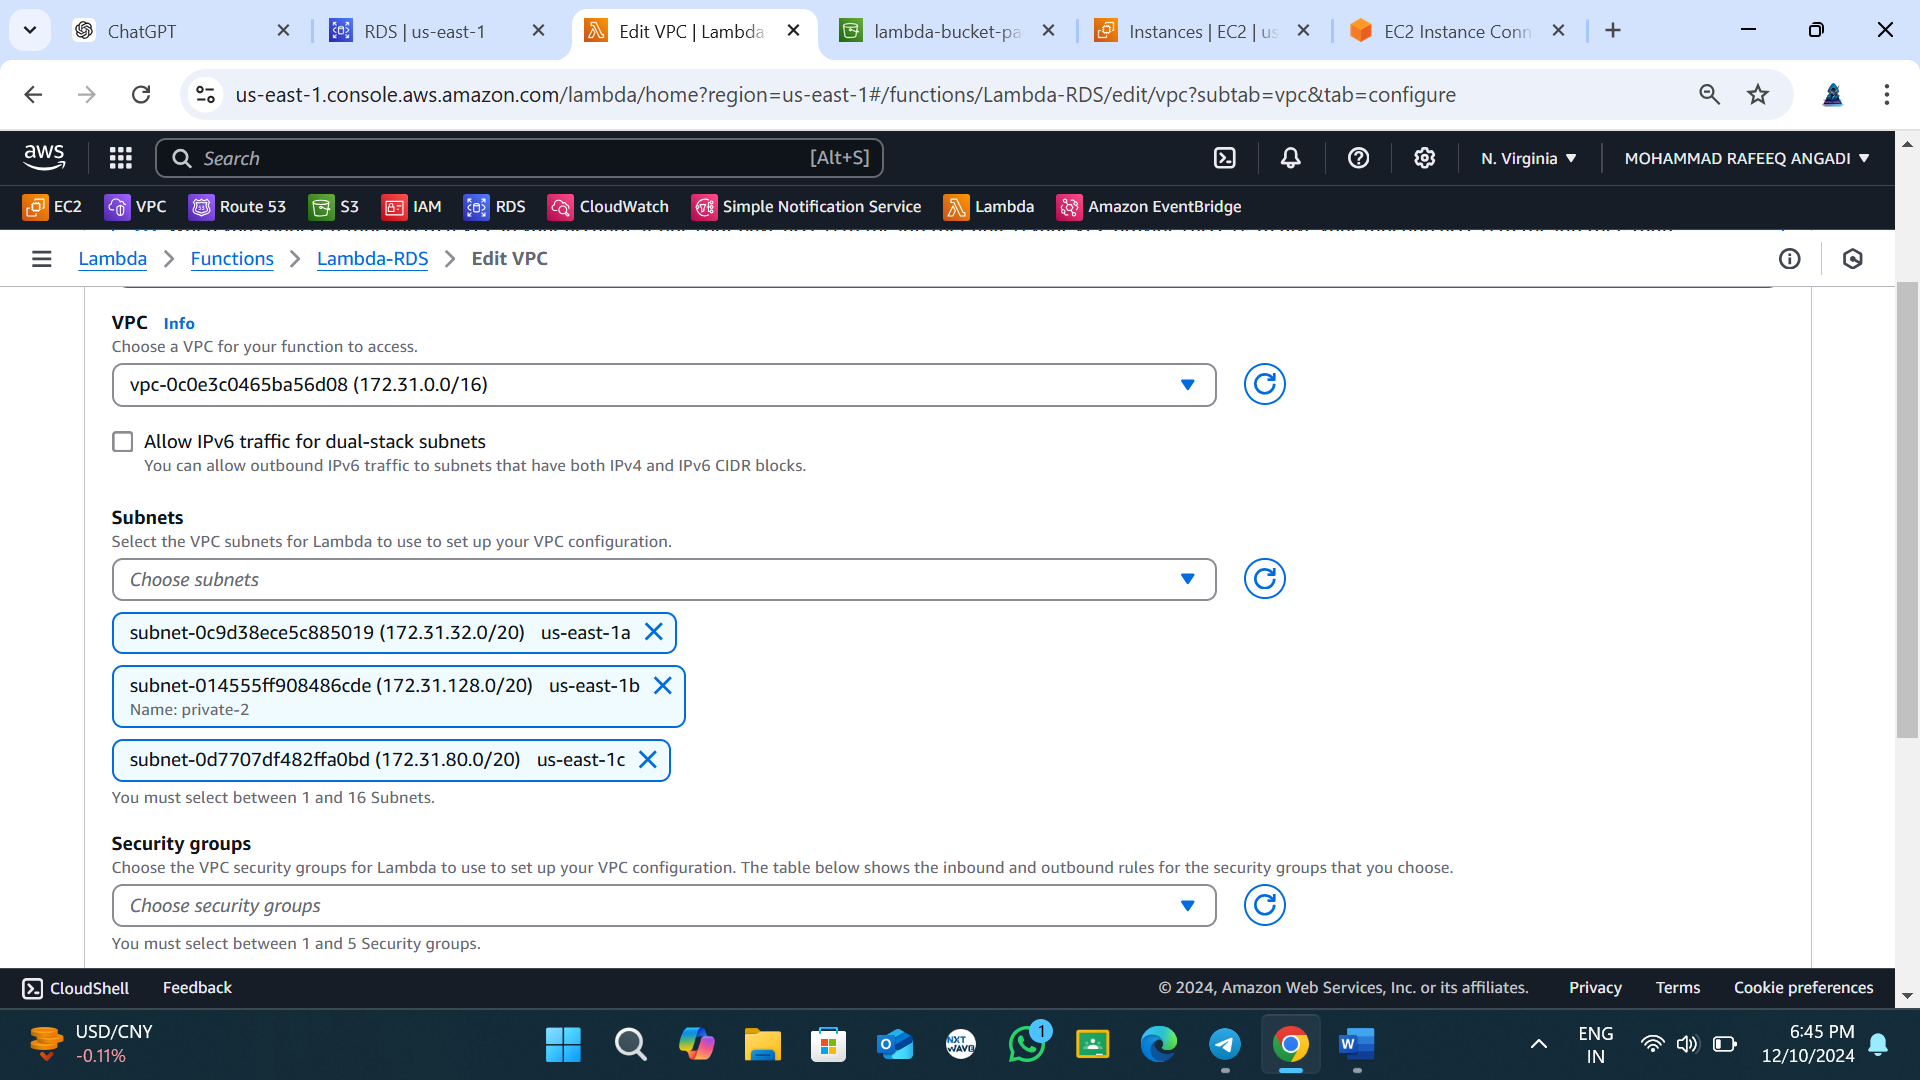 ChatGPT
RDS | us-east-1
Edit VPC | Lambda
lambda-bucket-pa
Instances | EC2 | us
EC2 Instance Conn
us-east-1.console.aws.amazon.com/lambda/home?region=us-east-1#/functions/Lambda-RDS/edit/vpc?subtab=vpc&tab=configure
aws
Search
[Alt+S]
N. Virginia
MOHAMMAD RAFEEQ ANGADI
EC2
VPC
Route 53
S3
IAM
RDS
CloudWatch
Simple Notification Service
Lambda
Amazon EventBridge
Lambda
Functions
Lambda-RDS
Edit VPC
VPC Info
Choose a VPC for your function to access.
vpc-0c0e3c0465ba56d08 (172.31.0.0/16)
Allow IPv6 traffic for dual-stack subnets
You can allow outbound IPv6 traffic to subnets that have both IPv4 and IPv6 CIDR blocks.
Subnets
Select the VPC subnets for Lambda to use to set up your VPC configuration.
Choose subnets
subnet-0c9d38ece5c885019 (172.31.32.0/20) us-east-1a
subnet-014555ff908486cde (172.31.128.0/20) us-east-1b
Name: private-2
subnet-0d7707df482ffa0bd (172.31.80.0/20) us-east-1c
You must select between 1 and 16 Subnets.
Security groups
Choose the VPC security groups for Lambda to use to set up your VPC configuration. The table below shows the inbound and outbound rules for the security groups that you choose.
Choose security groups
You must select between 1 and 5 Security groups.
CloudShell
Feedback
© 2024, Amazon Web Services, Inc. or its affiliates.
Privacy
Terms
Cookie preferences
USD/CNY
-0.11%
NXT
WAVE
1
ENG
IN
6:45 PM
12/10/2024